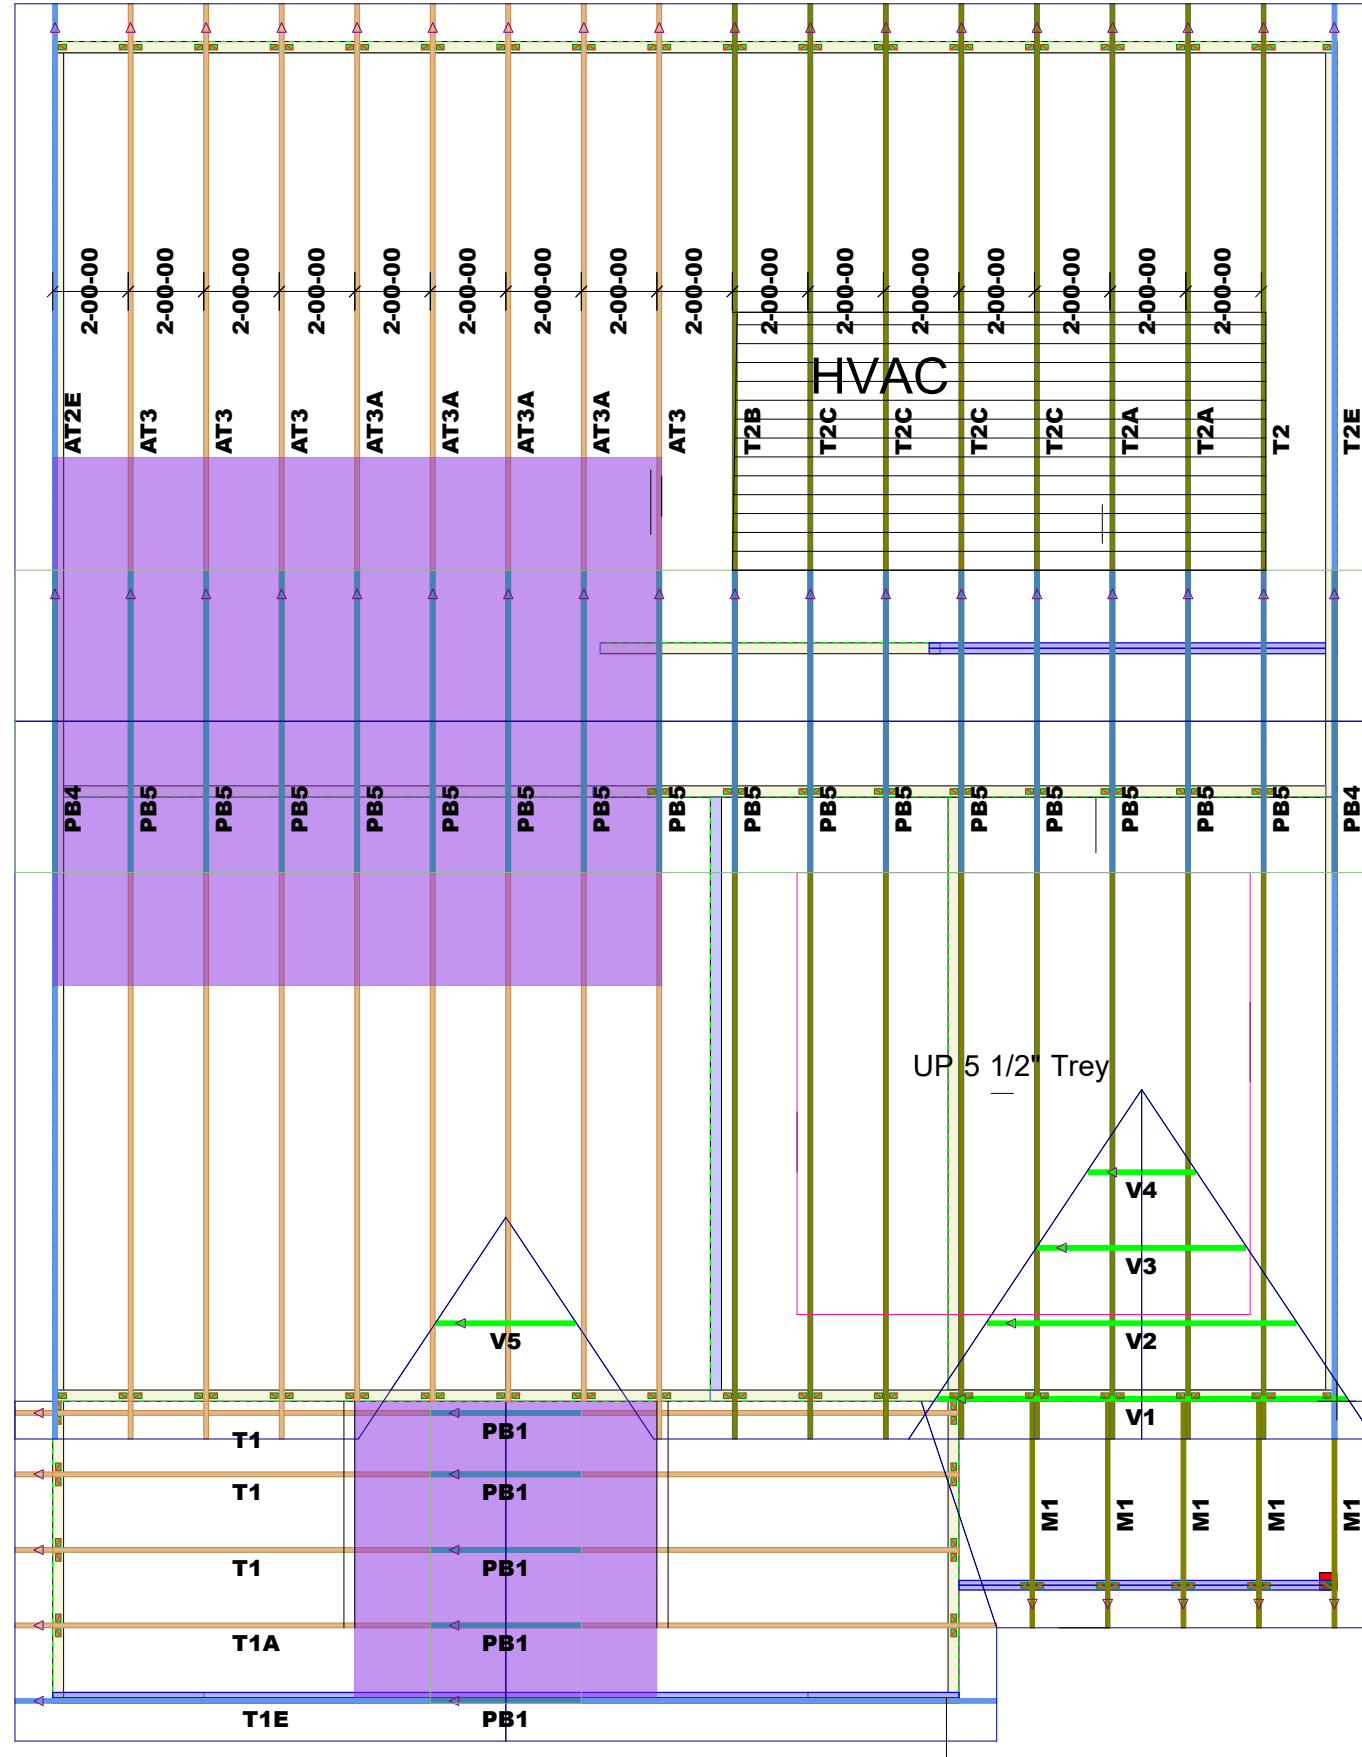 2-00-00 2-00-00 2-00-00 2-00-00 2-00-00 2-00-00 2-00-00 2-00-00 2-00-00 2-00-00 2-00-00 2-00-00 2-00-00 2-00-00 2-00-00 2-00-00
HVAC
AT2E AT3 AT3 AT3 AT3A AT3A AT3A AT3A AT3 T2B T2C T2C T2C T2C T2A T2A T2 T2E
PB4 PB5 PB5 PB5 PB5 PB5 PB5 PB5 PB5 PB5 PB5 PB5 PB5 PB5 PB5 PB5 PB5 PB4
UP 5 1/2" Trey
V4
V3
V5 V2
V1
T1 PB1
T1 PB1
M1 M1 M1 M1 M1
T1 PB1
T1A PB1
T1E PB1